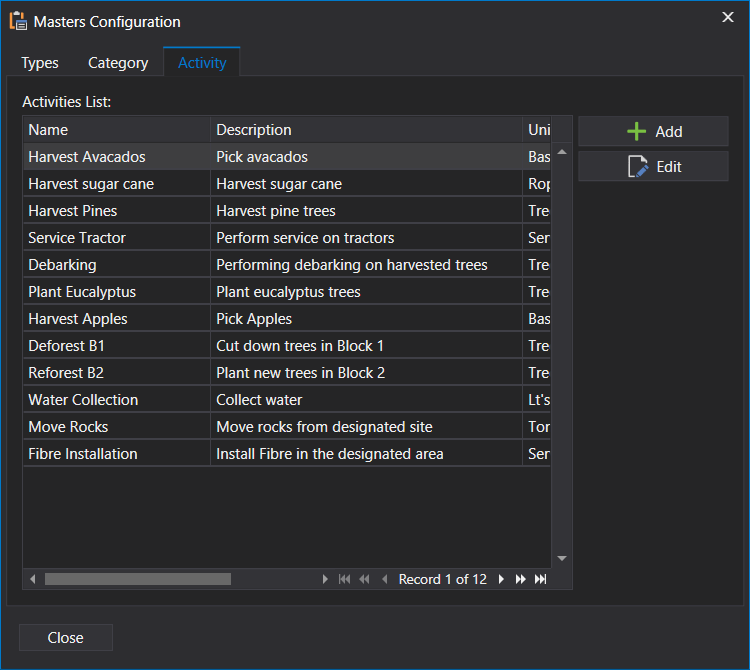 Masters Configuration
Types Category Activity
Activities List:
Name Description Uni
Harvest Avacados Pick avacados Bas
Harvest sugar cane Harvest sugar cane Rop
Harvest Pines Harvest pine trees Tre
Service Tractor Perform service on tractors Ser
Debarking Performing debarking on harvested trees Tre
Plant Eucalyptus Plant eucalyptus trees Tre
Harvest Apples Pick Apples Bas
Deforest B1 Cut down trees in Block 1 Tre
Reforest B2 Plant new trees in Block 2 Tre
Water Collection Collect water Lt's
Move Rocks Move rocks from designated site Ton
Fibre Installation Install Fibre in the designated area Ser
Record 1 of 12
Add
Edit
Close